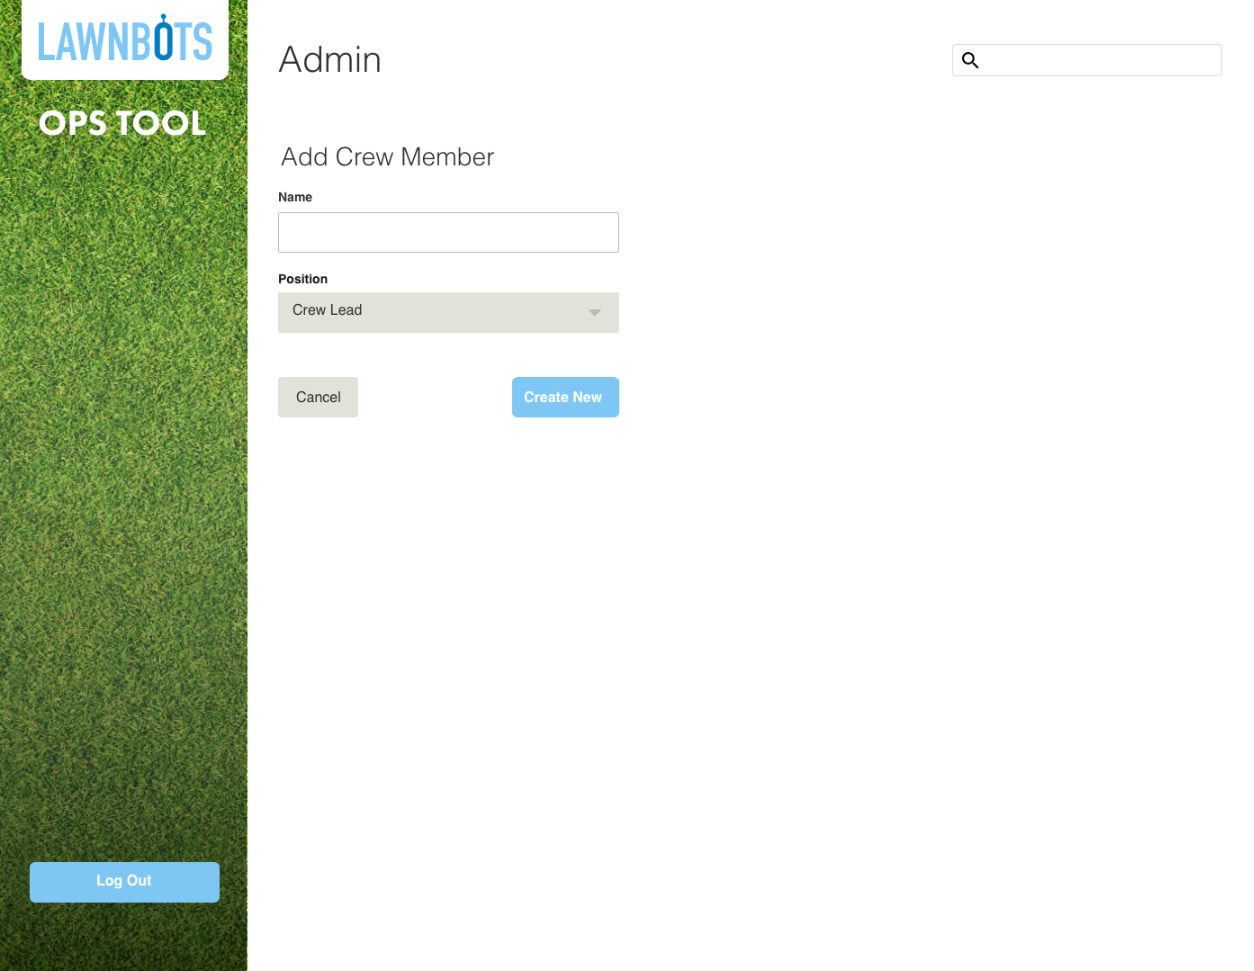 LAWNBOTS
OPS TOOL
Admin
Add Crew Member
Name
Position
Crew Lead
Cancel
Create New
Log Out